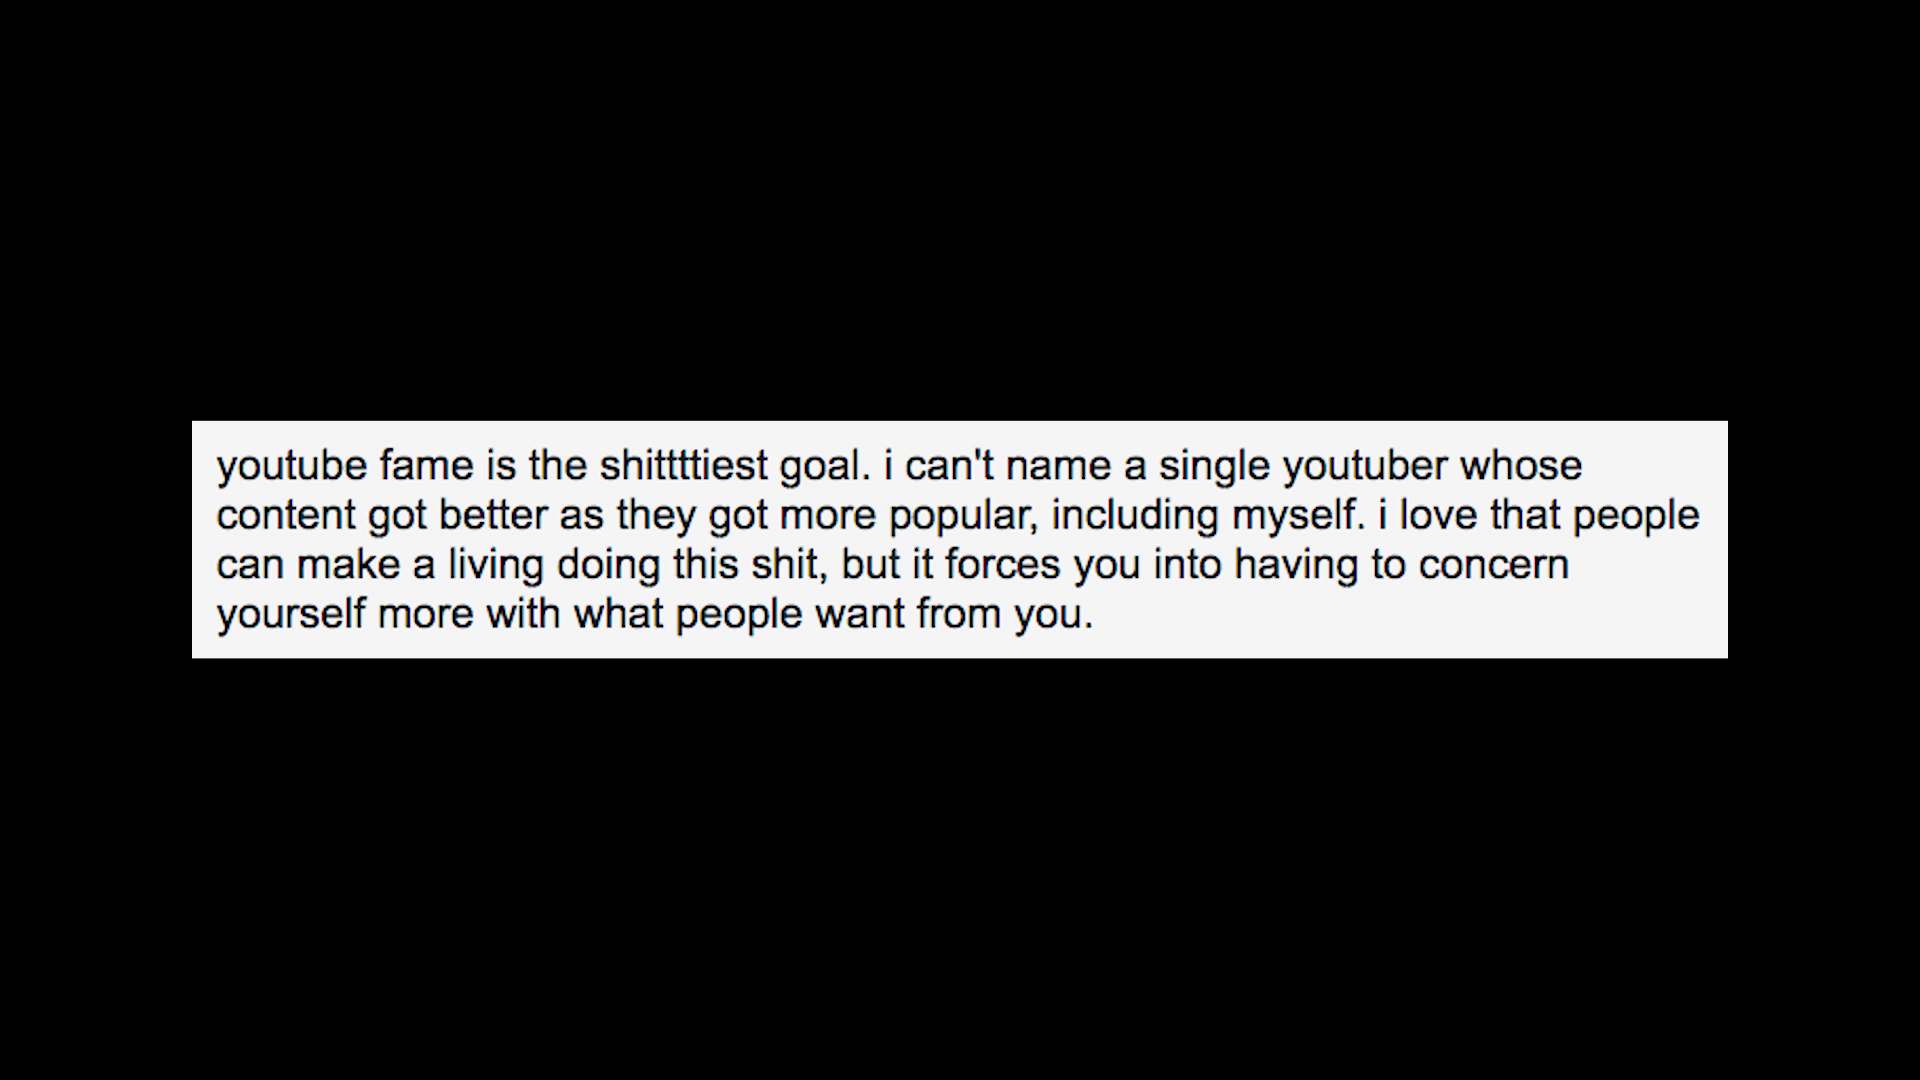 youtube fame is the shitttttiest goal. i can't name a single youtuber whose
content got better as they got more popular, including myself. i love that people
can make a living doing this shit, but it forces you into having to concern
yourself more with what people want from you.